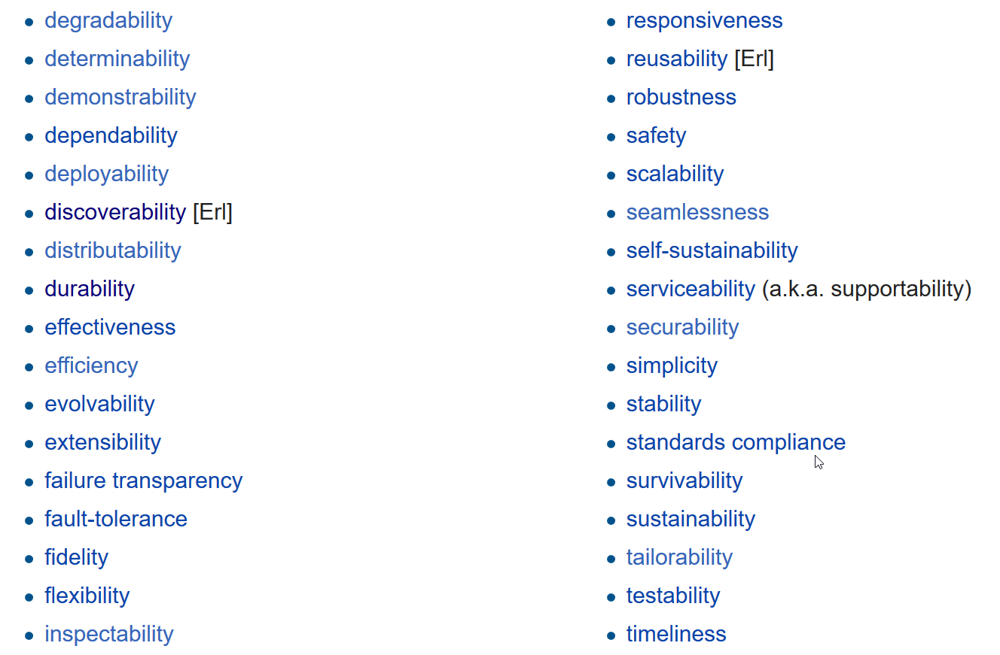 degradability
determinability
demonstrability
dependability
deployability
discoverability [Erl]
distributability
durability
effectiveness
efficiency
evolvability
extensibility
failure transparency
fault-tolerance
fidelity
flexibility
inspectability
responsiveness
reusability [Erl]
robustness
safety
scalability
seamlessness
self-sustainability
serviceability (a.k.a. supportability)
securability
simplicity
stability
standards compliance
survivability
sustainability
tailorability
testability
timeliness